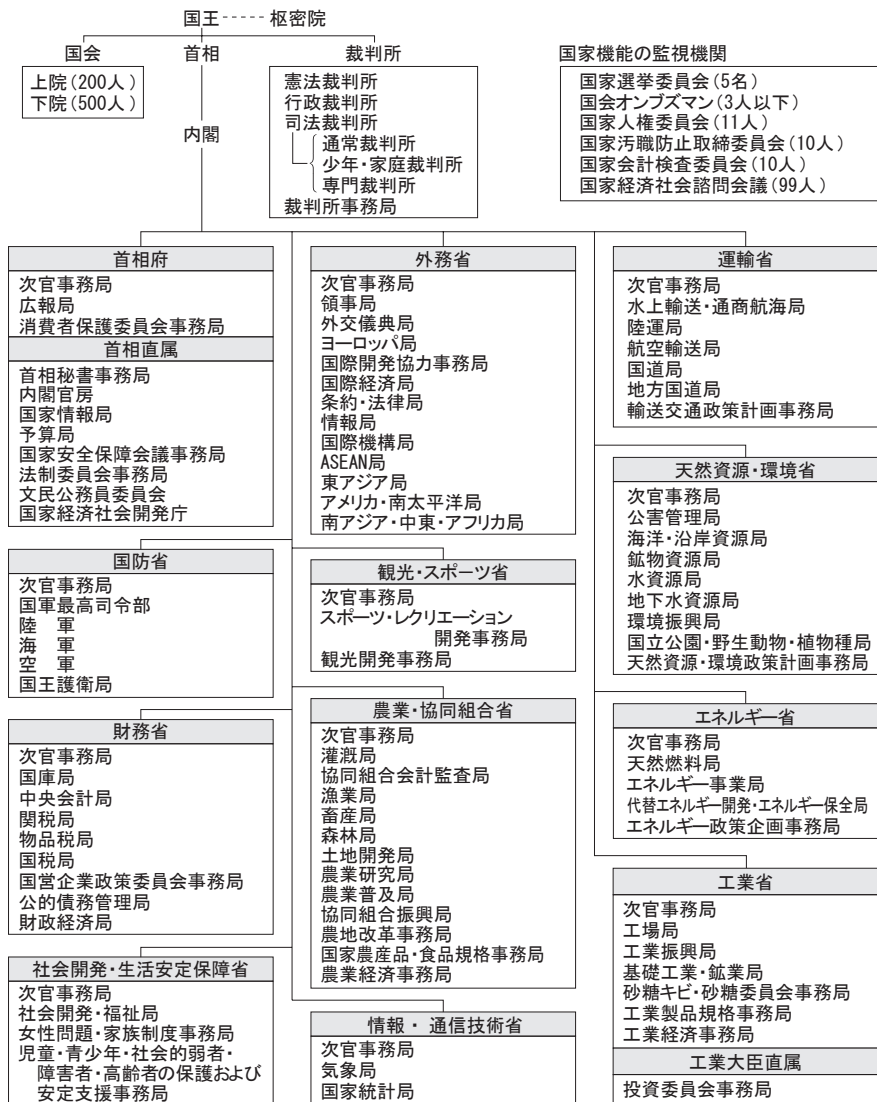 国王‐‐‐‐‐枢密院
国会
首相
裁判所
国家機能の監視機関
上院(200人)
下院(500人)
内閣
憲法裁判所
行政裁判所
司法裁判所
通常裁判所
少年・家庭裁判所
専門裁判所
裁判所事務局
国家選挙委員会(5名)
国会オンブズマン(3人以下)
国家人権委員会(11人)
国家汚職防止取締委員会(10人)
国家会計検査委員会(10人)
国家経済社会諮問会議(99人)
首相府
次官事務局
広報局
消費者保護委員会事務局
首相直属
首相秘書事務局
内閣官房
国家情報局
予算局
国家安全保障会議事務局
法制委員会事務局
文民公務員委員会
国家経済社会開発庁
国防省
次官事務局
国軍最高司令部
陸 軍
海 軍
空 軍
国王護衛局
財務省
次官事務局
国庫局
中央会計局
関税局
物品税局
国税局
国営企業政策委員会事務局
公的債務管理局
財政経済局
社会開発・生活安定保障省
次官事務局
社会開発・福祉局
女性問題・家族制度事務局
児童・青少年・社会的弱者・
障害者・高齢者の保護および
安定支援事務局
外務省
次官事務局
領事局
外交儀典局
ヨーロッパ局
国際開発協力事務局
国際経済局
条約・法律局
情報局
国際機構局
ASEAN局
東アジア局
アメリカ・南太平洋局
南アジア・中東・アフリカ局
観光・スポーツ省
次官事務局
スポーツ・レクリエーション
開発事務局
観光開発事務局
農業・協同組合省
次官事務局
灌漑局
協同組合会計監査局
漁業局
畜産局
森林局
土地開発局
農業研究局
農業普及局
協同組合振興局
農地改革事務局
国家農産品・食品規格事務局
農業経済事務局
情報・通信技術省
次官事務局
気象局
国家統計局
運輸省
次官事務局
水上輸送・通商航海局
陸運局
航空輸送局
国道局
地方国道局
輸送交通政策計画事務局
天然資源・環境省
次官事務局
公害管理局
海洋・沿岸資源局
鉱物資源局
水資源局
地下水資源局
環境振興局
国立公園・野生動物・植物種局
天然資源・環境政策計画事務局
エネルギー省
次官事務局
天然燃料局
エネルギー事業局
代替エネルギー開発・エネルギー保全局
エネルギー政策企画事務局
工業省
次官事務局
工場局
工業振興局
基礎工業・鉱業局
砂糖キビ・砂糖委員会事務局
工業製品規格事務局
工業経済事務局
工業大臣直属
投資委員会事務局